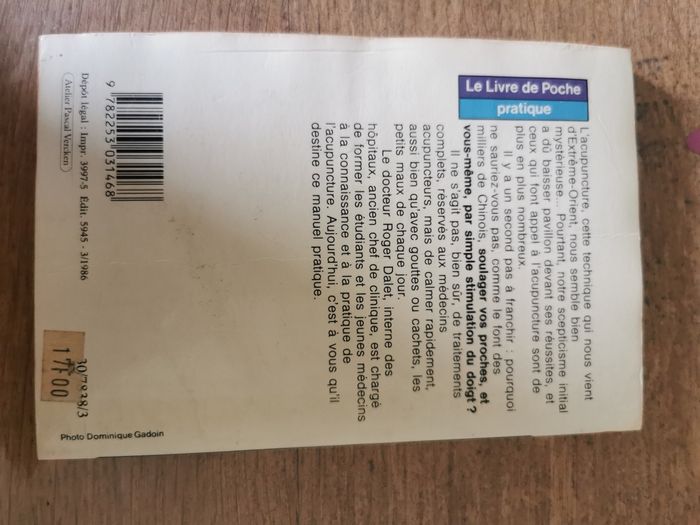 Le Livre de Poche
pratique
L'acupuncture, cette technique qui nous vient
d'Extrême-Orient, nous semble bien
mystérieuse... Pourtant, notre scepticisme initial
a dû baisser pavillon devant ses réussites, et
ceux qui font appel à l'acupuncture sont de
plus en plus nombreux.
Il y a un second pas à franchir : pourquoi
ne sauriez-vous pas, comme le font des
milliers de Chinois, soulager vos proches, et
vous-même, par simple stimulation du doigt ?
Il ne s'agit pas, bien sûr, de traitements
complets, réservés aux médecins
acupuncteurs, mais de calmer rapidement,
aussi bien qu'avec gouttes ou cachets, les
petits maux de chaque jour.
Le docteur Roger Dalet, interne des
hôpitaux, ancien chef de clinique, est chargé
de former les étudiants et les jeunes médecins
à la connaissance et à la pratique de
l'acupuncture. Aujourd'hui, c'est à vous qu'il
destine ce manuel pratique.
9 782253 031468
Dépôt légal : Impr. 3997-5 Édit. 5945 - 3/1986
Atelier Pascal Vercken
17F00
Photo Dominique Gadoin